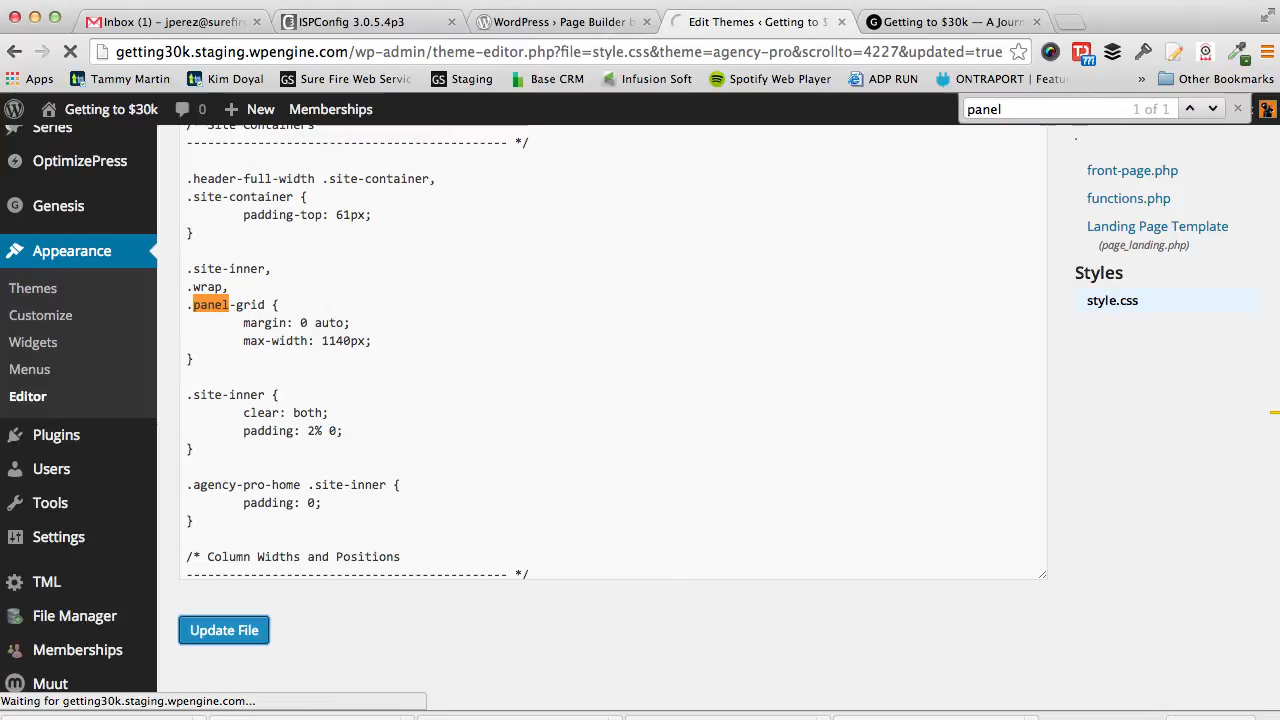 Inbox (1) – jperez@surefire
ISPConfig 3.0.5.4p3
WordPress › Page Builder b
Edit Themes ‹ Getting to $
Getting to $30k — A Journ
getting30k.staging.wpengine.com/wp-admin/theme-editor.php?file=style.css&theme=agency-pro&scrollto=4227&updated=true
Apps
Tammy Martin
Kim Doyal
Sure Fire Web Servic
Staging
Base CRM
Infusion Soft
Spotify Web Player
ADERUN
ONTRAPORT | Featu
»
Other Bookmarks
Getting to $30k
0
New
Memberships
panel
1 of 1
Series
OptimizePress
Genesis
Appearance
Themes
Customize
Widgets
Menus
Editor
Plugins
Users
Tools
Settings
TML
File Manager
Memberships
Muut
/* Site Containers
--------------------------------------------- */
.header-full-width .site-container,
.site-container {
padding-top: 61px;
}
.site-inner,
.wrap,
.panel-grid {
margin: 0 auto;
max-width: 1140px;
}
.site-inner {
clear: both;
padding: 2% 0;
}
.agency-pro-home .site-inner {
padding: 0;
}
/* Column Widths and Positions
--------------------------------------------- */
Update File
front-page.php
functions.php
Landing Page Template
(page_landing.php)
Styles
style.css
Waiting for getting30k.staging.wpengine.com...